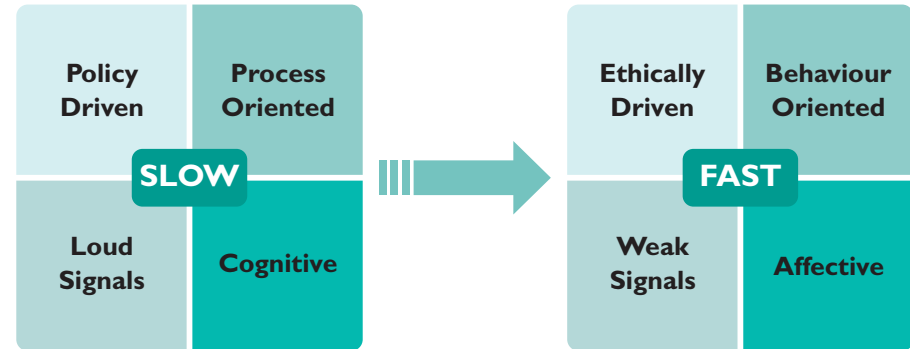 Policy
Driven
Process
Oriented
SLOW
Loud
Signals
Cognitive
Ethically
Driven
Behaviour
Oriented
FAST
Weak
Signals
Affective